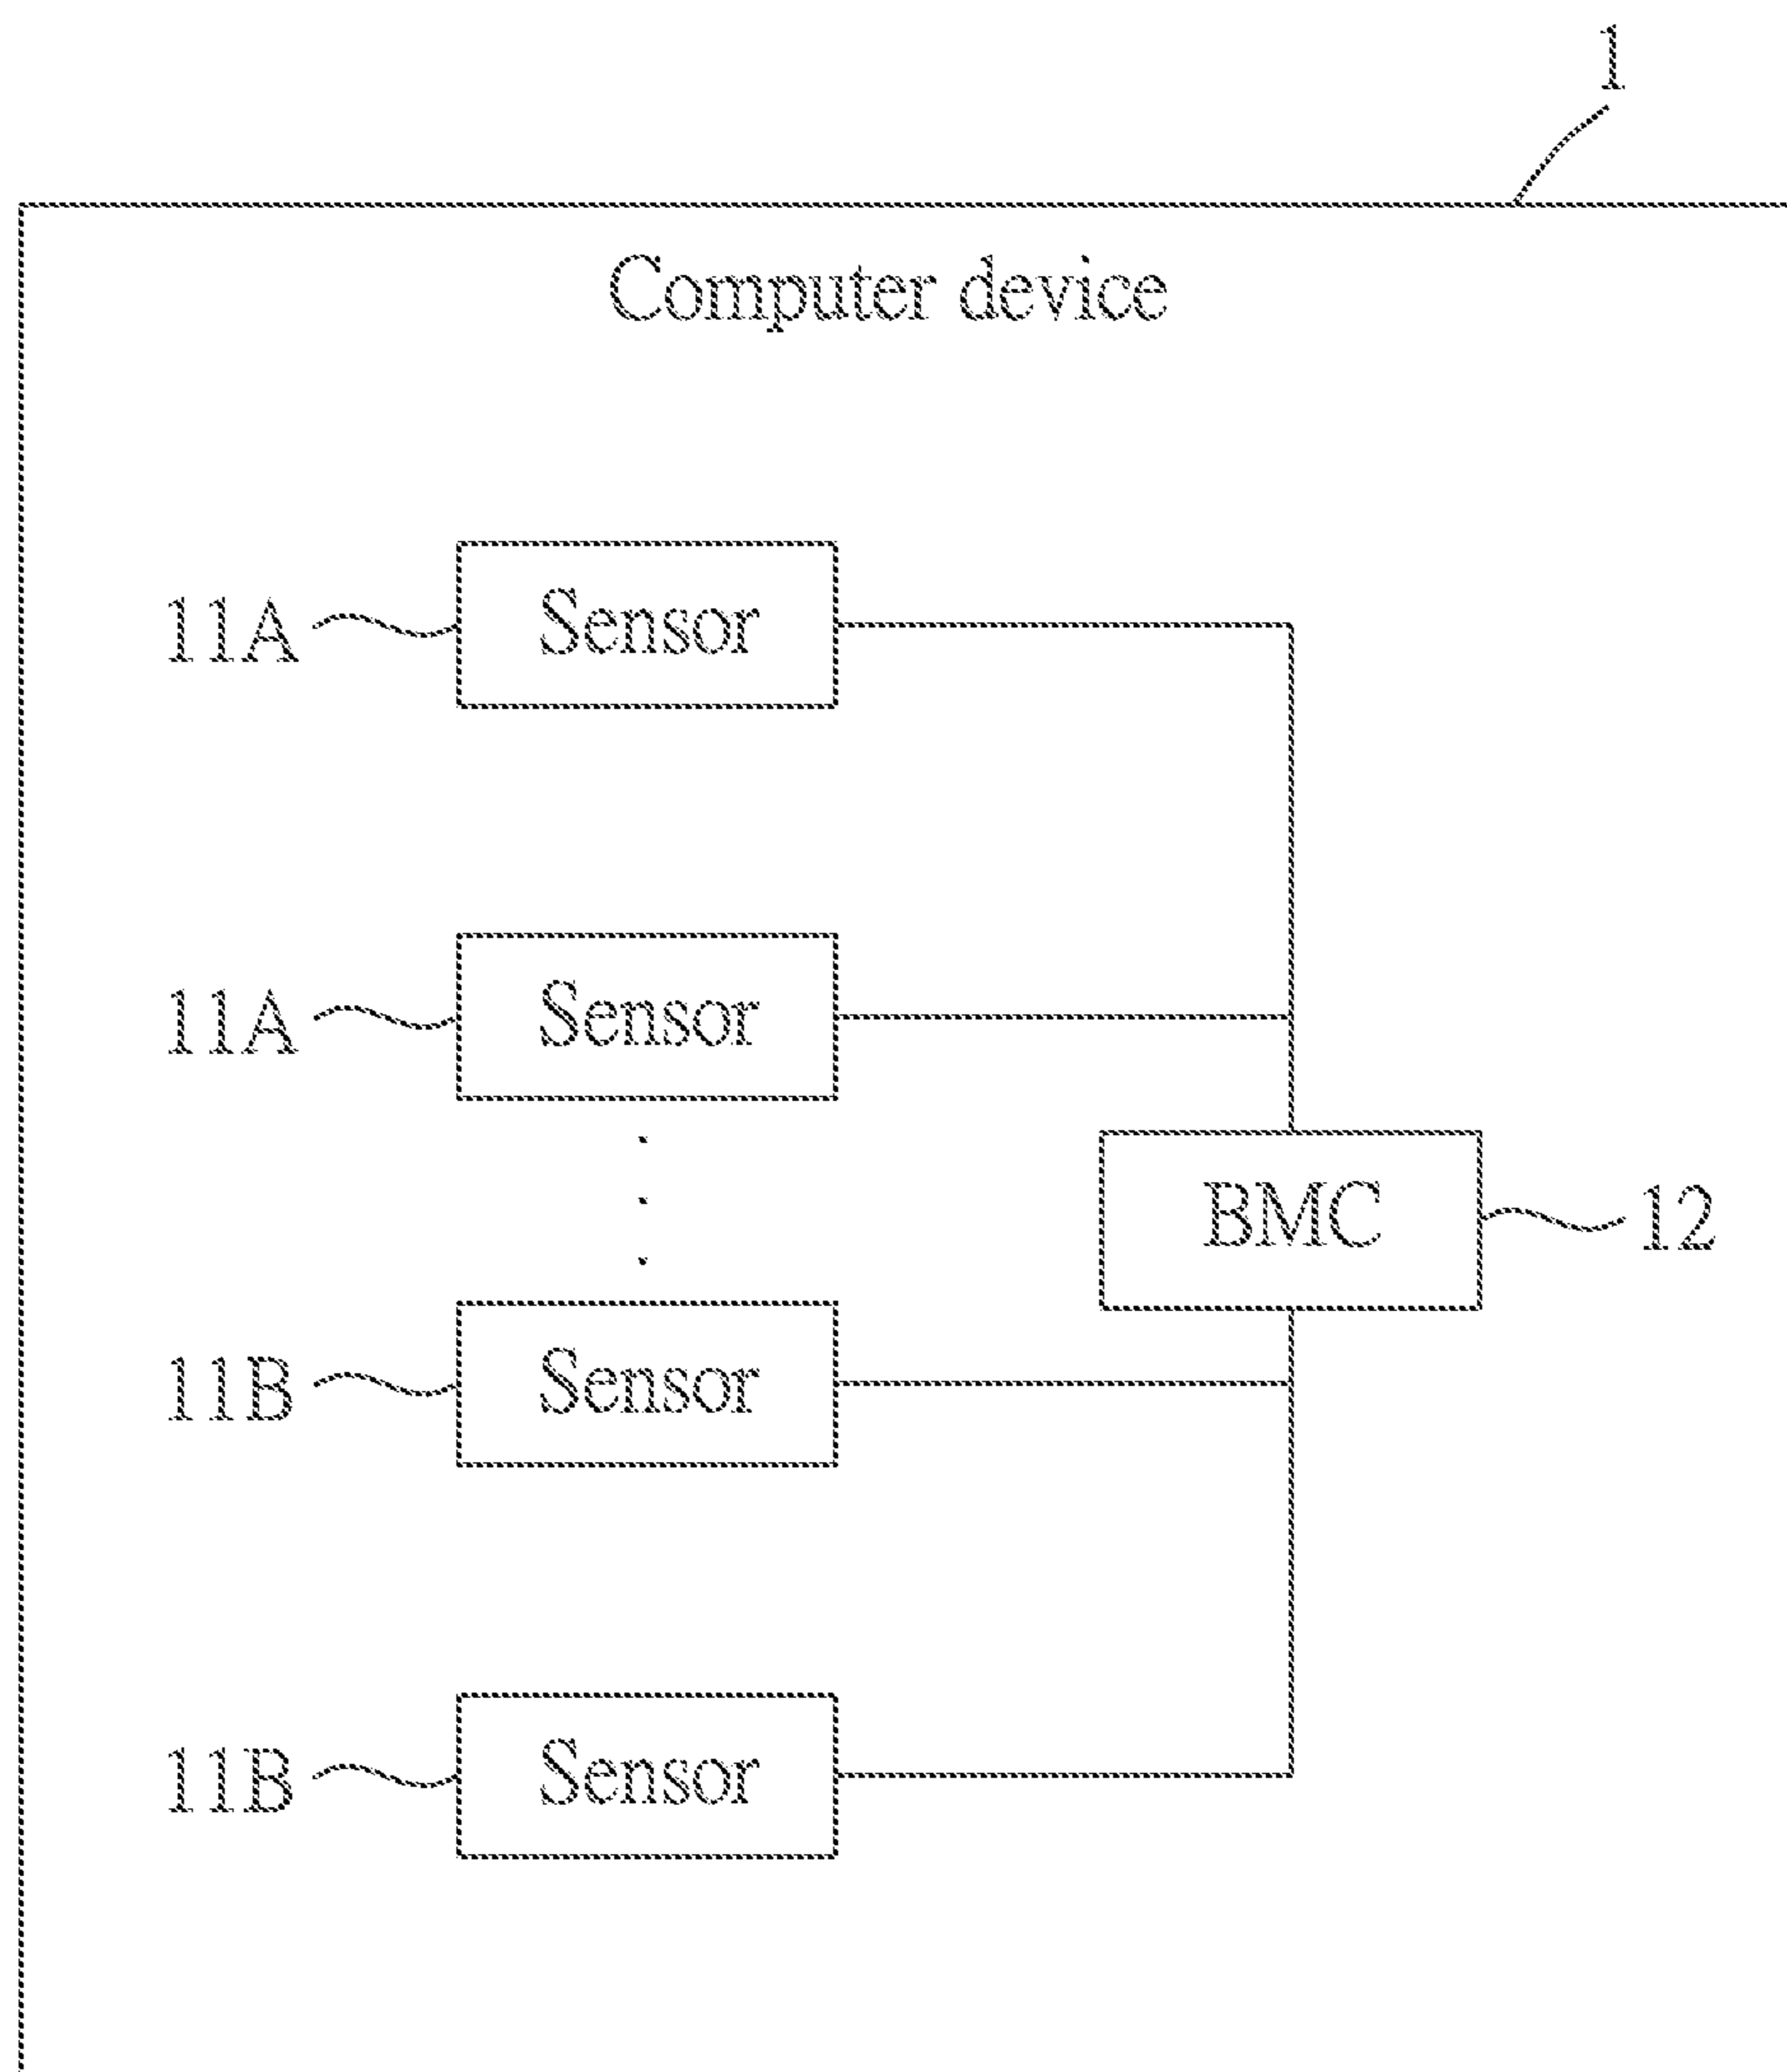 1
Computer device
11A Sensor
11A Sensor
BMC 12
11B Sensor
11B Sensor